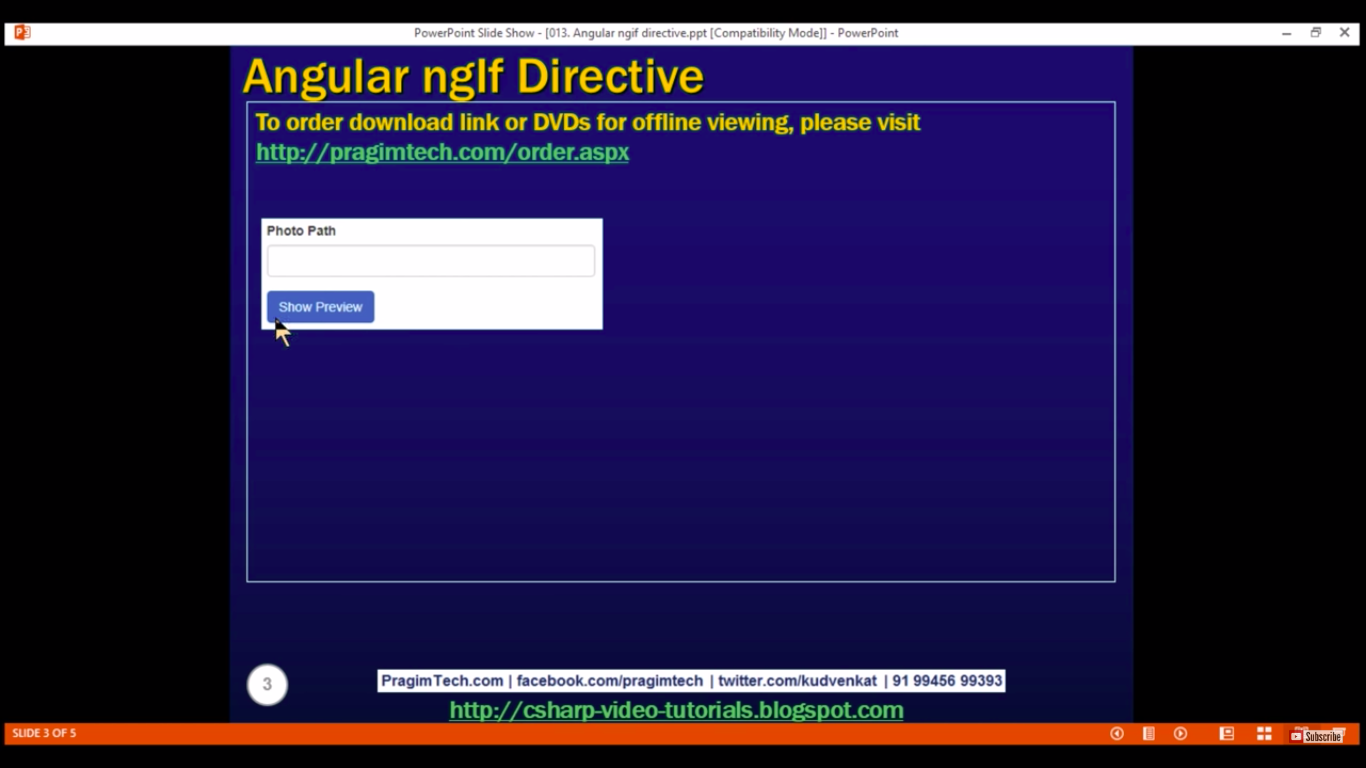 PowerPoint Slide Show - [013. Angular ngif directive.ppt [Compatibility Mode]] - PowerPoint
Angular ngIf Directive
To order download link or DVDs for offline viewing, please visit
http://pragimtech.com/order.aspx
Photo Path
Show Preview
3
PragimTech.com | facebook.com/pragimtech | twitter.com/kudvenkat | 91 99456 99393
http://csharp-video-tutorials.blogspot.com
SLIDE 3 OF 5
Subscribe